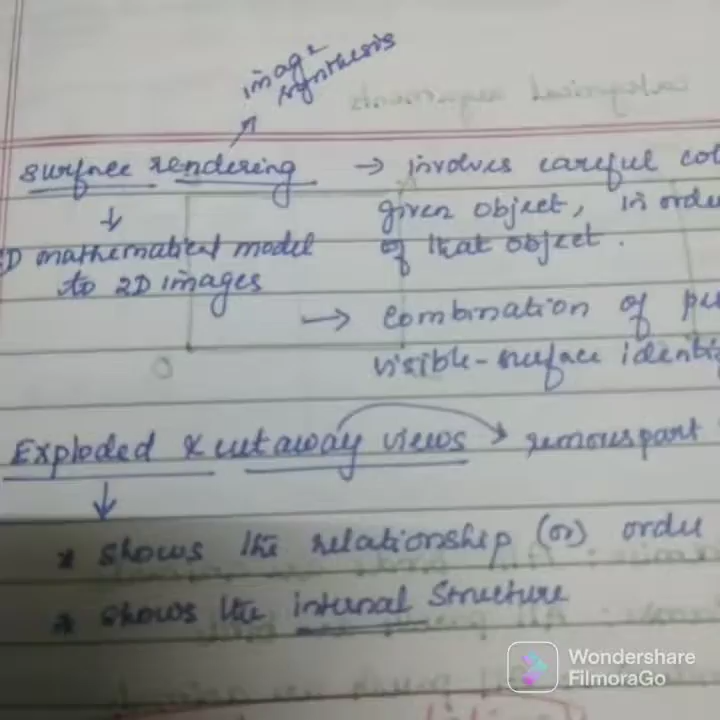 imag^e
synthesis
surface rendering → involves careful col
↓ given object, in orde
D mathematical model of that object.
to 2D images
→ combination of pe
visible-surface identi
Exploded & cutaway views → removes part
↓
* shows the relationship (or) orde
* shows the internal structure
Wondershare
FilmoraGo